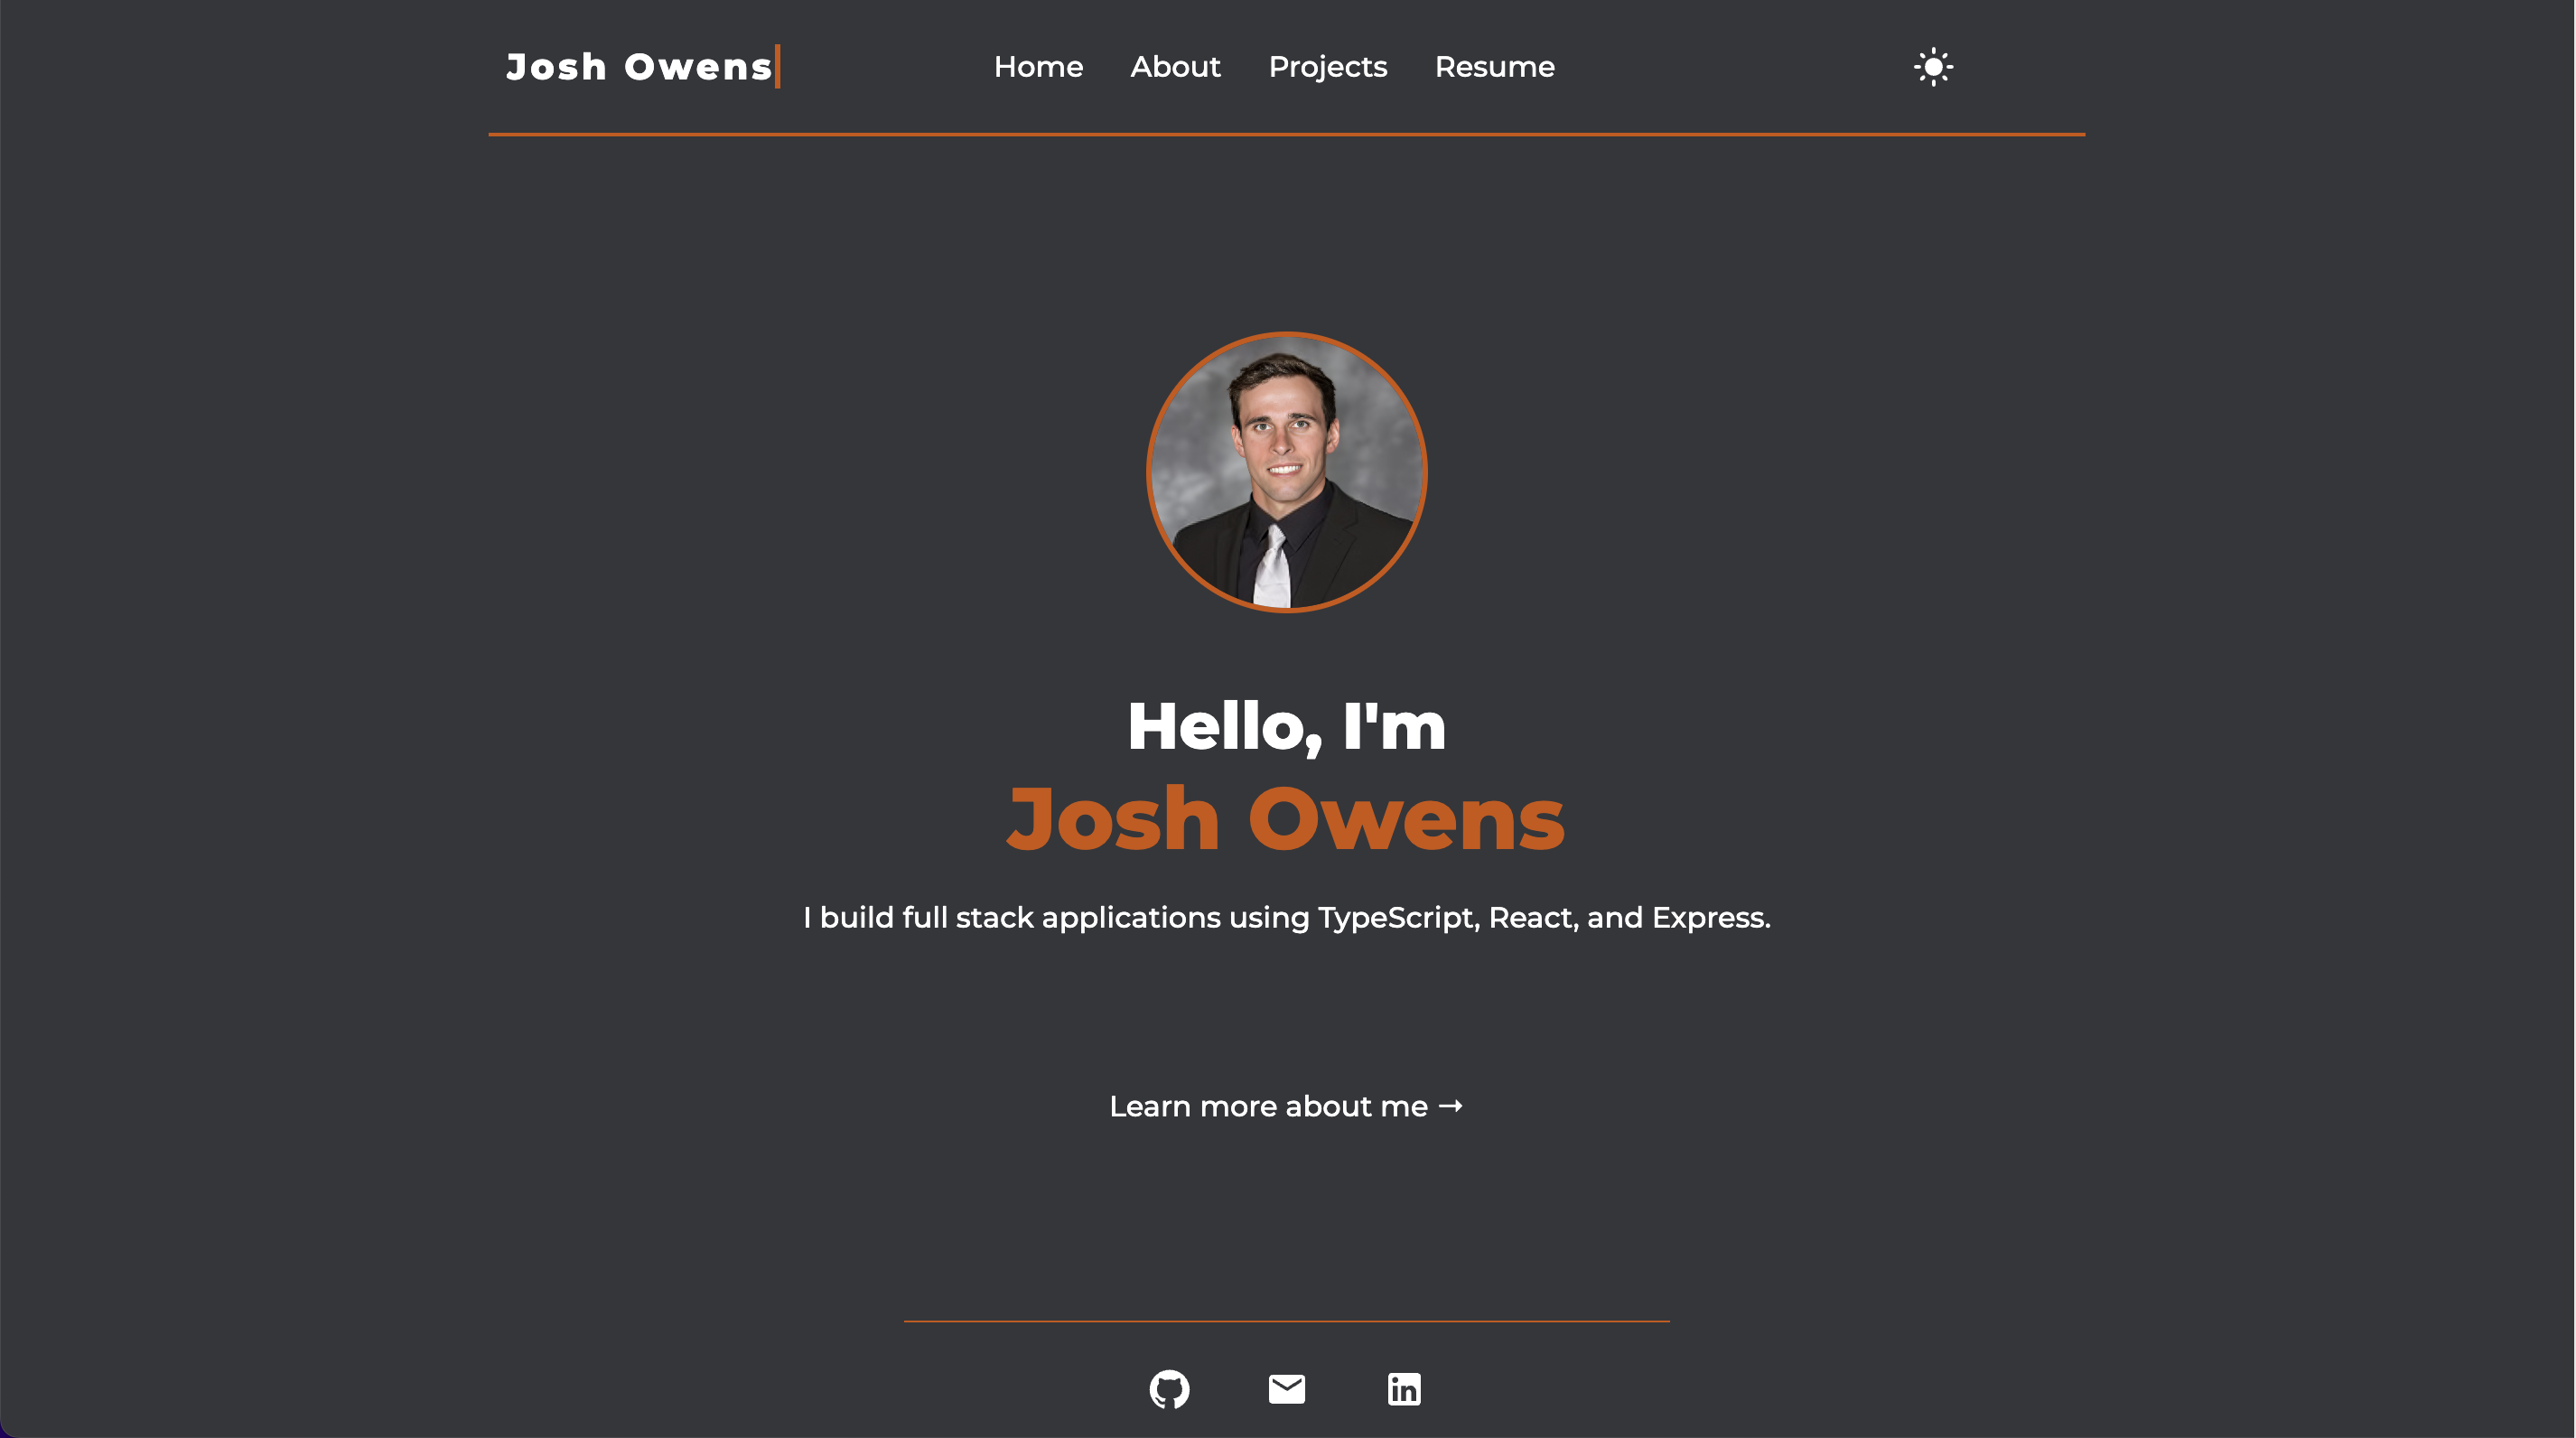 Josh Owens
Home About Projects Resume
Hello, I'm
Josh Owens
I build full stack applications using TypeScript, React, and Express.
Learn more about me →
in